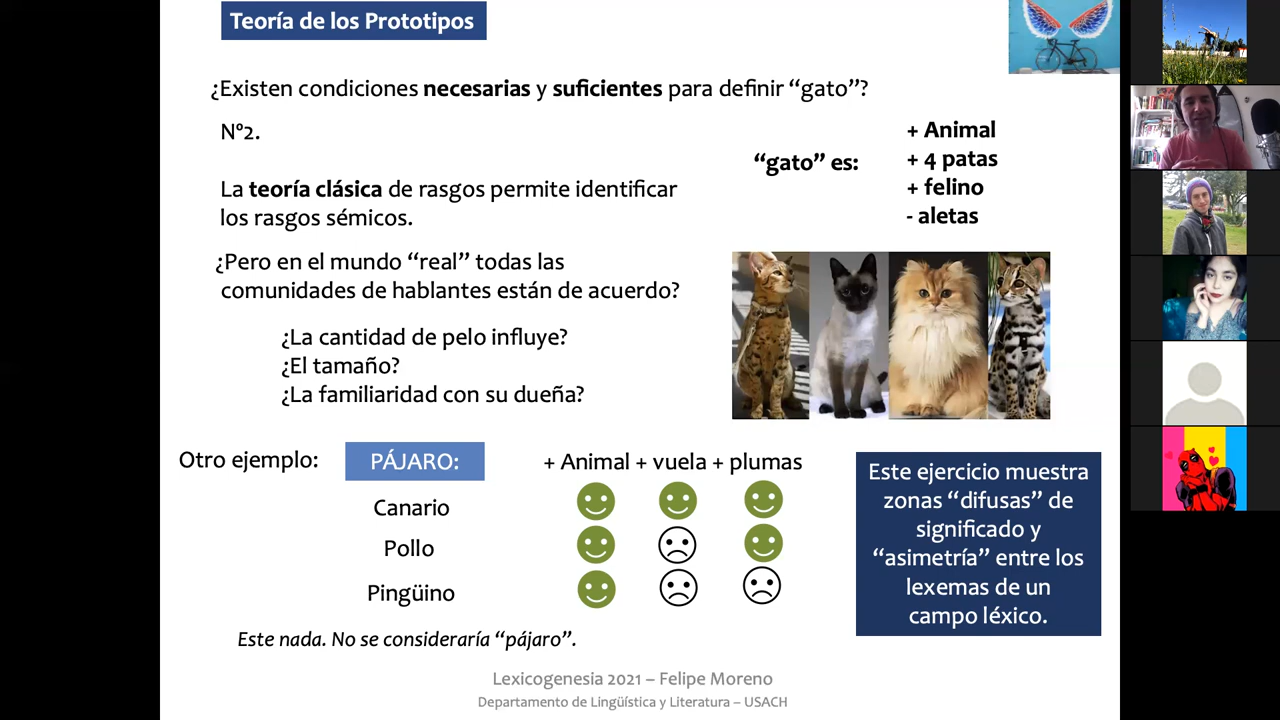 Teoría de los Prototipos
¿Existen condiciones necesarias y suficientes para definir “gato”?
Nº2.
La teoría clásica de rasgos permite identificar
los rasgos sémicos.
“gato” es:
+ Animal
+ 4 patas
+ felino
- aletas
¿Pero en el mundo “real” todas las
comunidades de hablantes están de acuerdo?
¿La cantidad de pelo influye?
¿El tamaño?
¿La familiaridad con su dueña?
Otro ejemplo:
PÁJARO:
+ Animal + vuela + plumas
Canario
Pollo
Pingüino
Este nada. No se consideraría “pájaro”.
Este ejercicio muestra
zonas “difusas” de
significado y
“asimetría” entre los
lexemas de un
campo léxico.
Lexicogenesia 2021 – Felipe Moreno
Departamento de Lingüística y Literatura – USACH